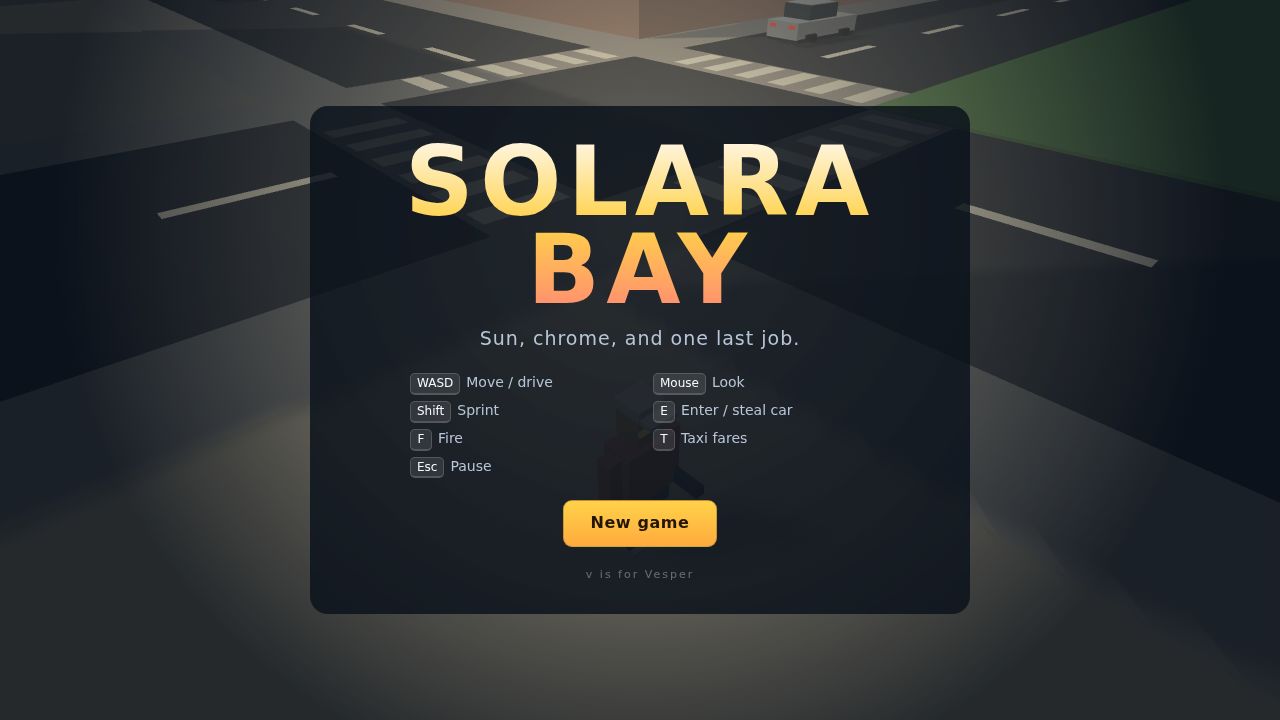 SOLARA
BAY
Sun, chrome, and one last job.
WASD Move / drive
Mouse Look
Shift Sprint
E Enter / steal car
F Fire
T Taxi fares
Esc Pause
New game
v is for Vesper